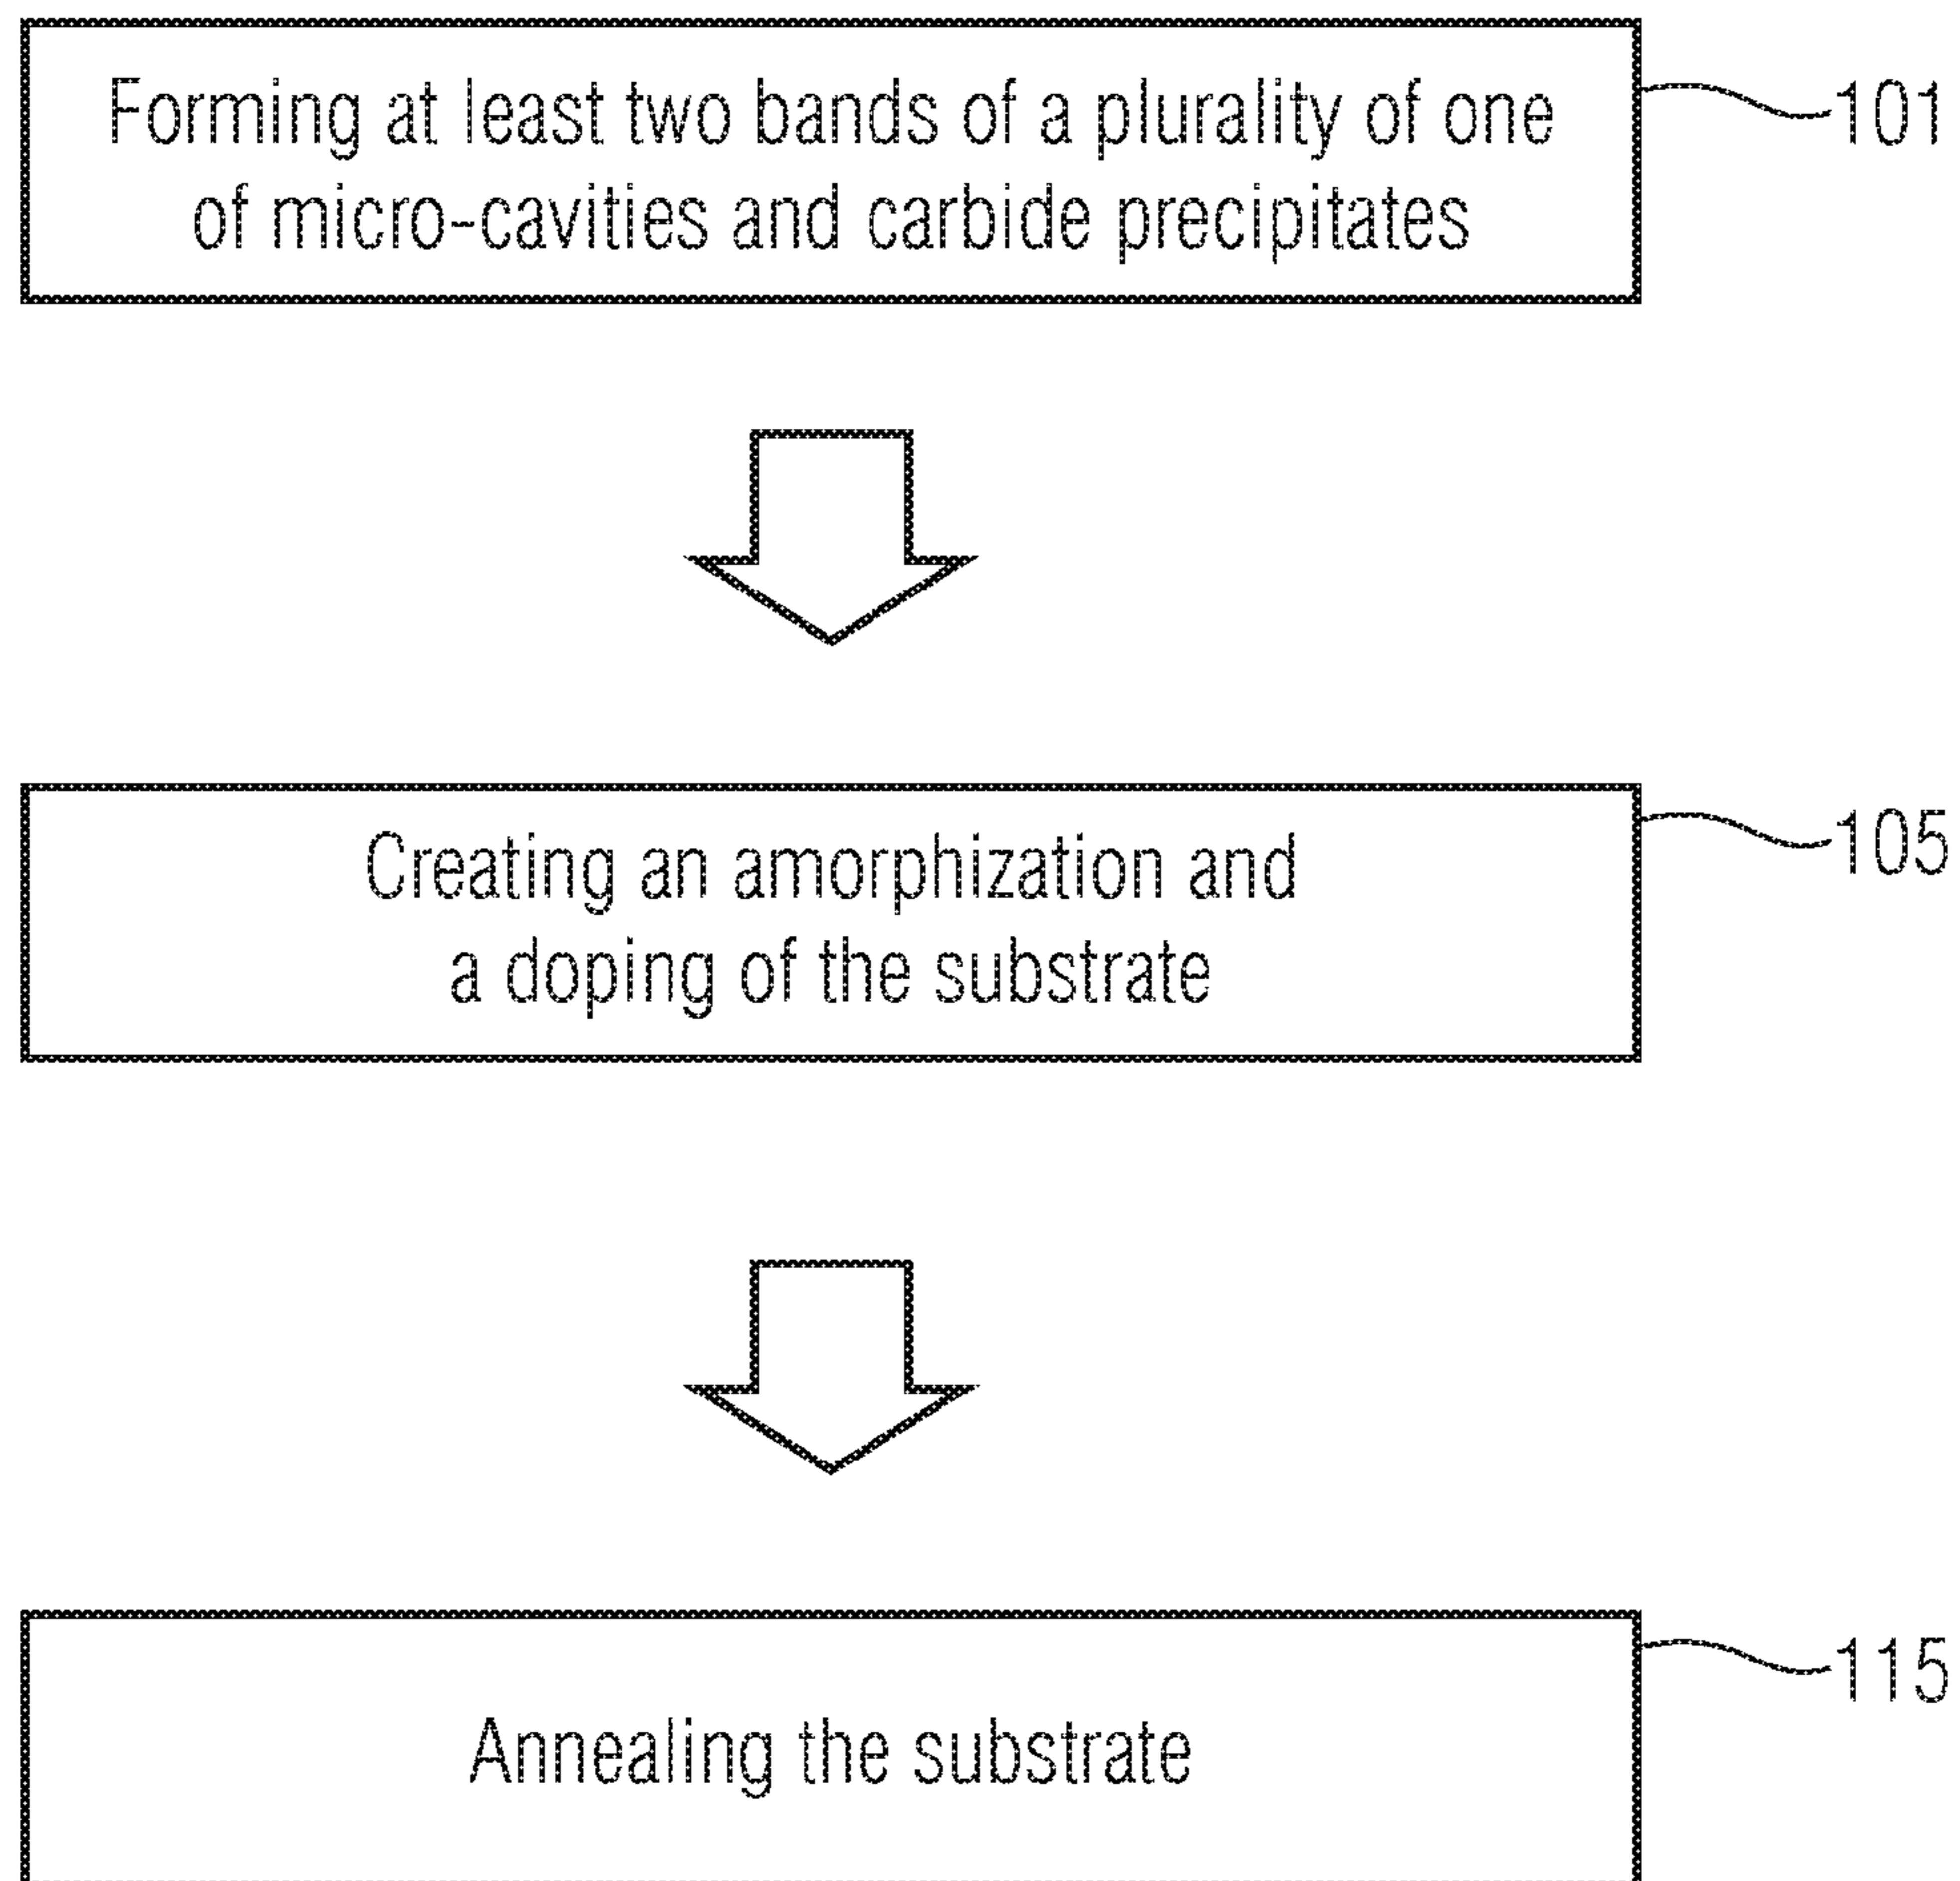 Forming at least two bands of a plurality of one
of micro-cavities and carbide precipitates
101
Creating an amorphization and
a doping of the substrate
105
Annealing the substrate
115